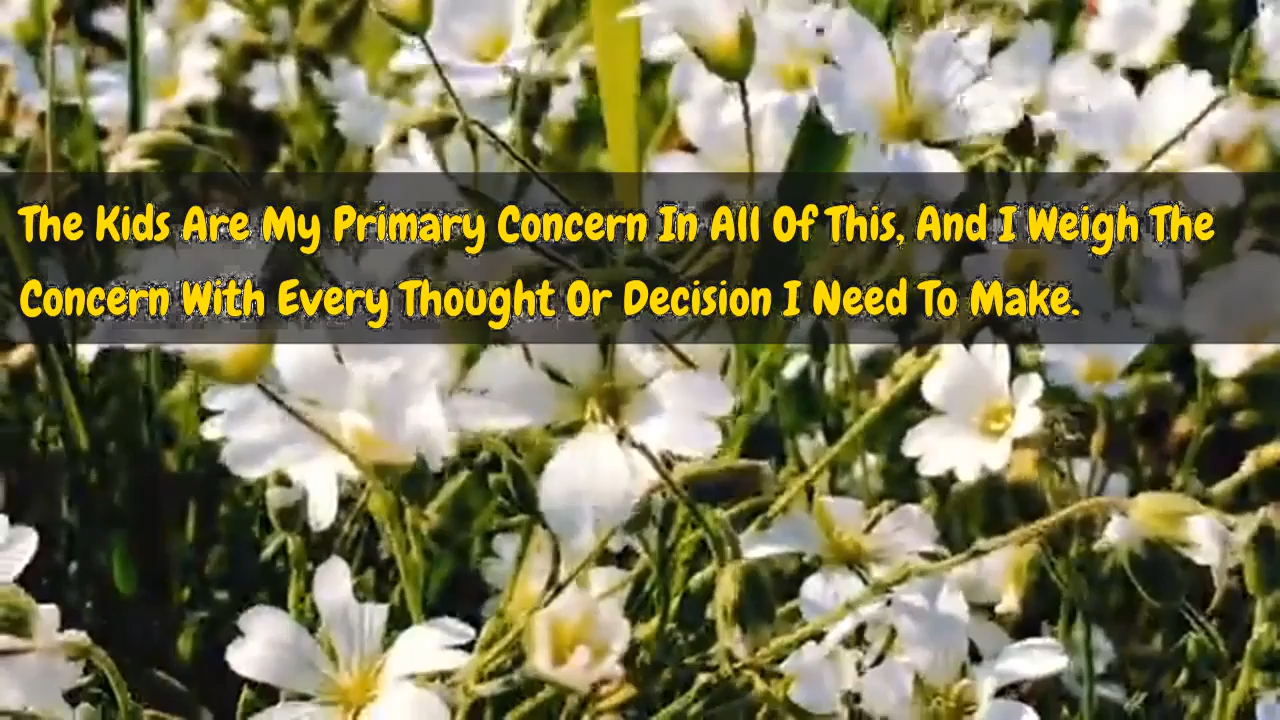 The Kids Are My Primary Concern In All Of This, And I Weigh The
Concern With Every Thought Or Decision I Need To Make.